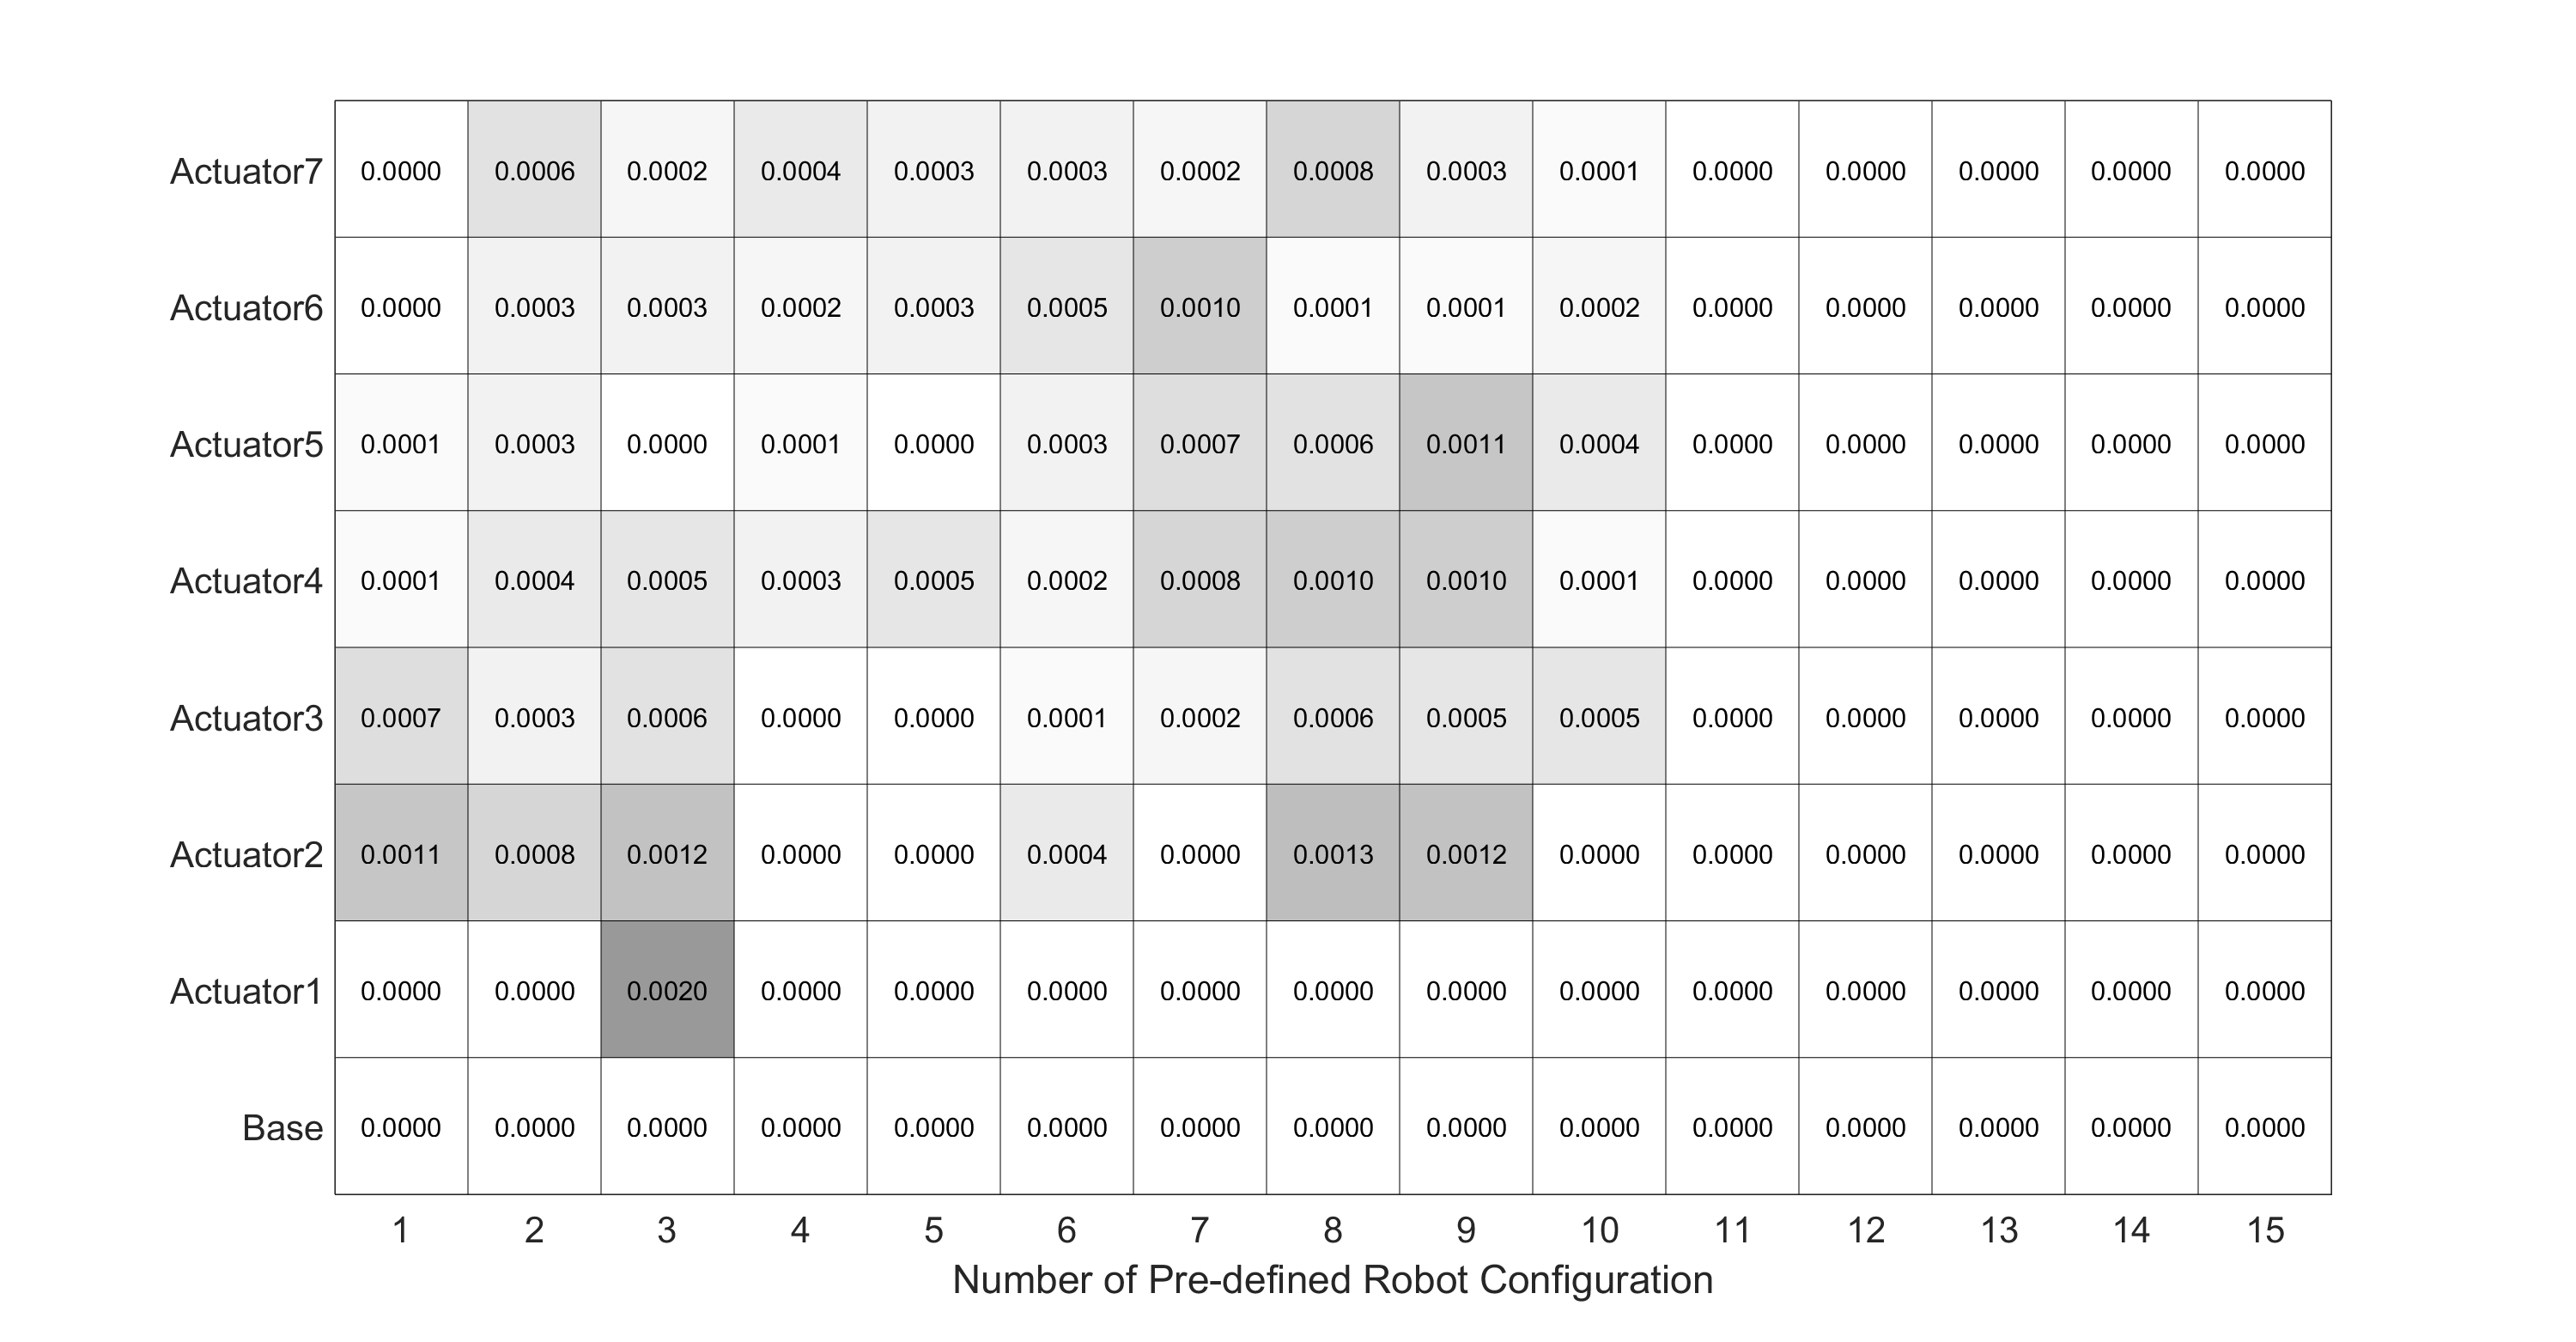 Actuator7 0.0000 0.0006 0.0002 0.0004 0.0003 0.0003 0.0002 0.0008 0.0003 0.0001 0.0000 0.0000 0.0000 0.0000 0.0000
Actuator6 0.0000 0.0003 0.0003 0.0002 0.0003 0.0005 0.0010 0.0001 0.0001 0.0002 0.0000 0.0000 0.0000 0.0000 0.0000
Actuator5 0.0001 0.0003 0.0000 0.0001 0.0000 0.0003 0.0007 0.0006 0.0011 0.0004 0.0000 0.0000 0.0000 0.0000 0.0000
Actuator4 0.0001 0.0004 0.0005 0.0003 0.0005 0.0002 0.0008 0.0010 0.0010 0.0001 0.0000 0.0000 0.0000 0.0000 0.0000
Actuator3 0.0007 0.0003 0.0006 0.0000 0.0000 0.0001 0.0002 0.0006 0.0005 0.0005 0.0000 0.0000 0.0000 0.0000 0.0000
Actuator2 0.0011 0.0008 0.0012 0.0000 0.0000 0.0004 0.0000 0.0013 0.0012 0.0000 0.0000 0.0000 0.0000 0.0000 0.0000
Actuator1 0.0000 0.0000 0.0020 0.0000 0.0000 0.0000 0.0000 0.0000 0.0000 0.0000 0.0000 0.0000 0.0000 0.0000 0.0000
Base 0.0000 0.0000 0.0000 0.0000 0.0000 0.0000 0.0000 0.0000 0.0000 0.0000 0.0000 0.0000 0.0000 0.0000 0.0000
1 2 3 4 5 6 7 8 9 10 11 12 13 14 15
Number of Pre-defined Robot Configuration